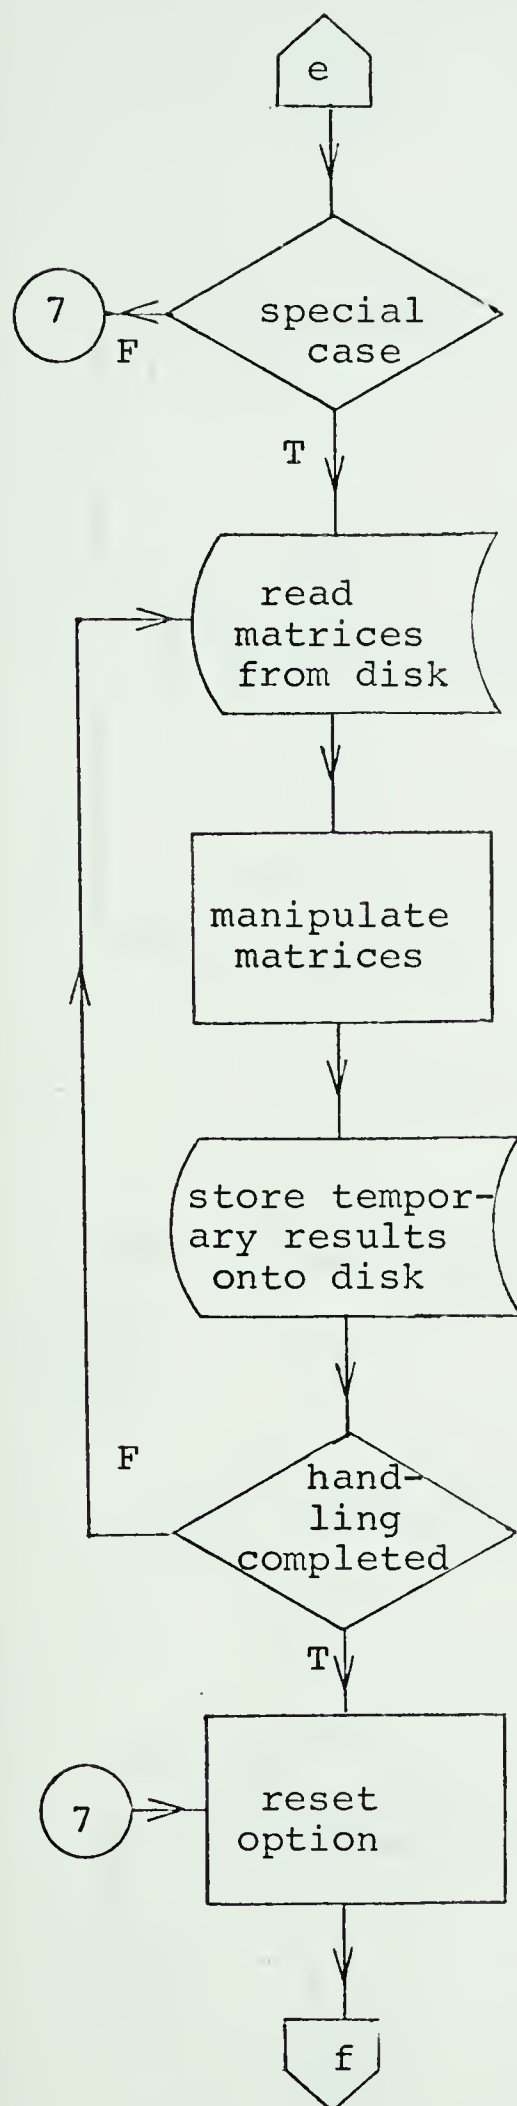 e
7
F
special
case
T
read
matrices
from disk
manipulate
matrices
store tempor-
ary results
onto disk
F
hand-
ling
completed
T
7
reset
option
f